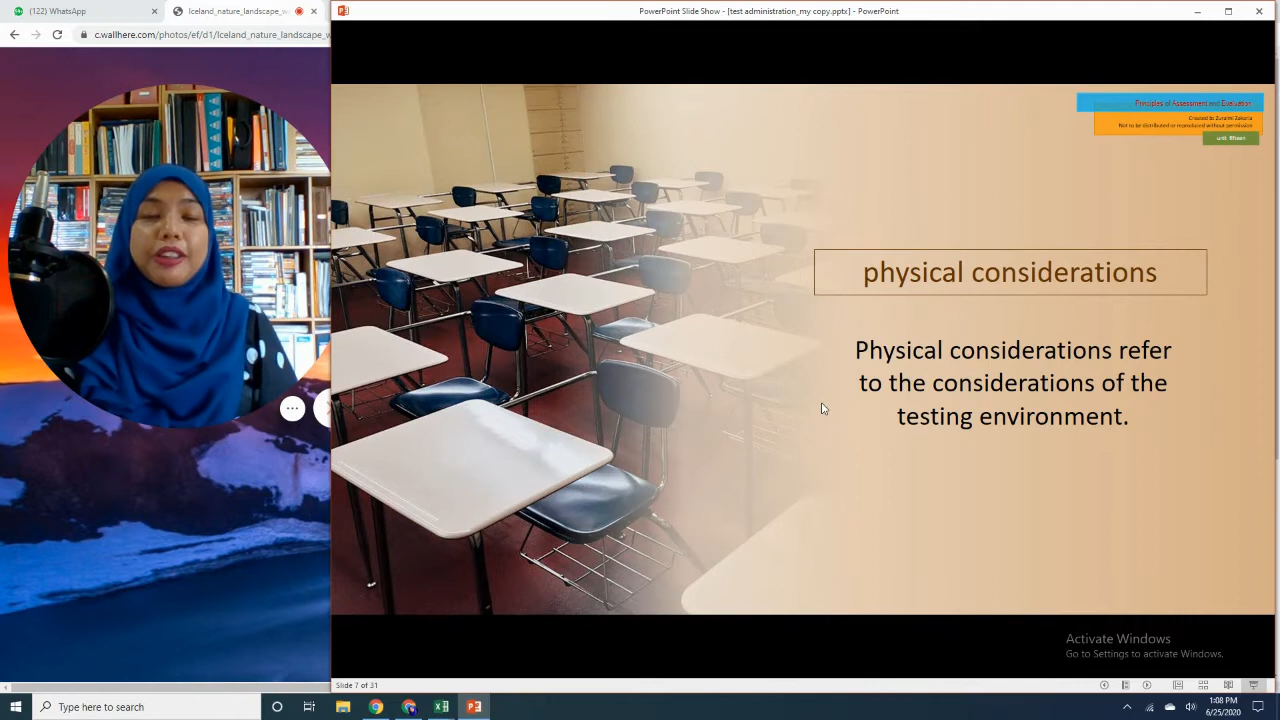 (122) WhatsApp
Iceland_nature_landscape_w
PowerPoint Slide Show - [test administration_my copy.pptx] - PowerPoint
c.wallhere.com/photos/ef/d1/Iceland_nature_landscape_w
Principles of Assessment and Evaluation
Created by Zuraini Zakaria
Not to be distributed or reproduced without permission
unit fifteen
physical considerations
Physical considerations refer
to the considerations of the
testing environment.
Activate Windows
Go to Settings to activate Windows.
Slide 7 of 31
Type here to search
1:08 PM
6/25/2020